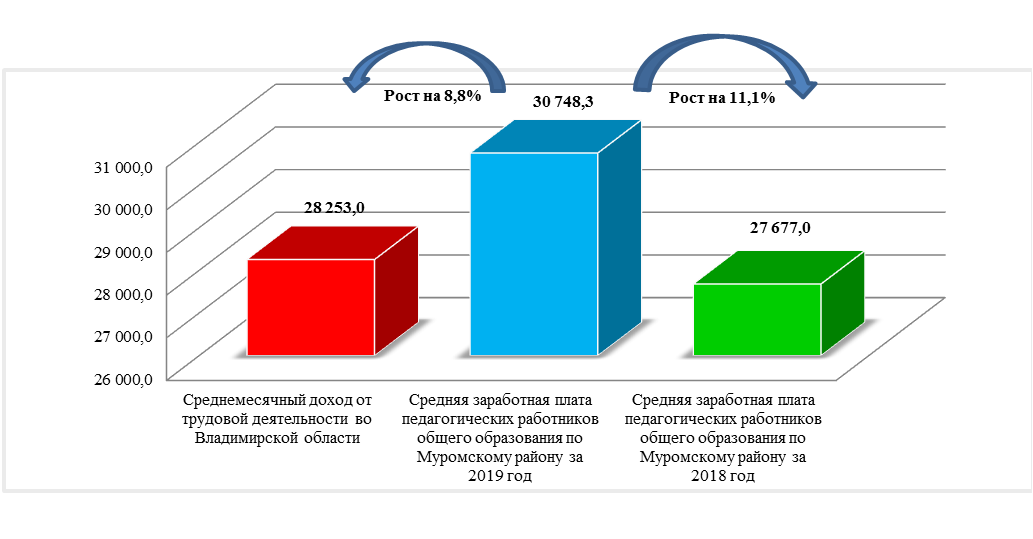 Рост на 8,8%
30 748,3
Рост на 11,1%
28 253,0
27 677,0
31 000,0
30 000,0
29 000,0
28 000,0
27 000,0
26 000,0
Среднемесячный доход от
трудовой деятельности во
Владимирской области
Средняя заработная плата
педагогических работников
общего образования по
Муромскому району за
2019 год
Средняя заработная плата
педагогических работников
общего образования по
Муромскому району за
2018 год